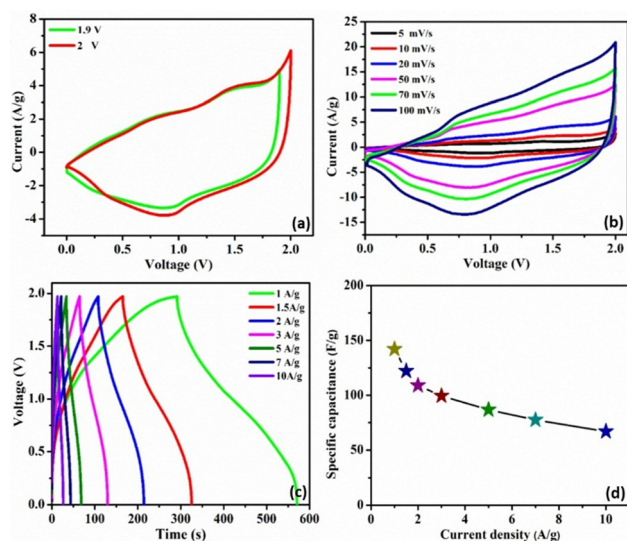 (a)
1.9 V
2 V
Current (A/g)
8
6
4
2
0
-2
-4
0.0
0.5
1.0
1.5
2.0
Voltage (V)
(b)
5 mV/s
10 mV/s
20 mV/s
50 mV/s
70 mV/s
100 mV/s
Current (A/g)
25
20
15
10
5
0
-5
-10
-15
0.0
0.5
1.0
1.5
2.0
Voltage (V)
(c)
1 A/g
1.5A/g
2 A/g
3 A/g
5 A/g
7 A/g
10A/g
Voltage (V)
2.0
1.5
1.0
0.5
0.0
0
100
200
300
400
500
600
Time (s)
(d)
Specific capacitance (F/g)
200
150
100
50
0
0
2
4
6
8
10
Current density (A/g)